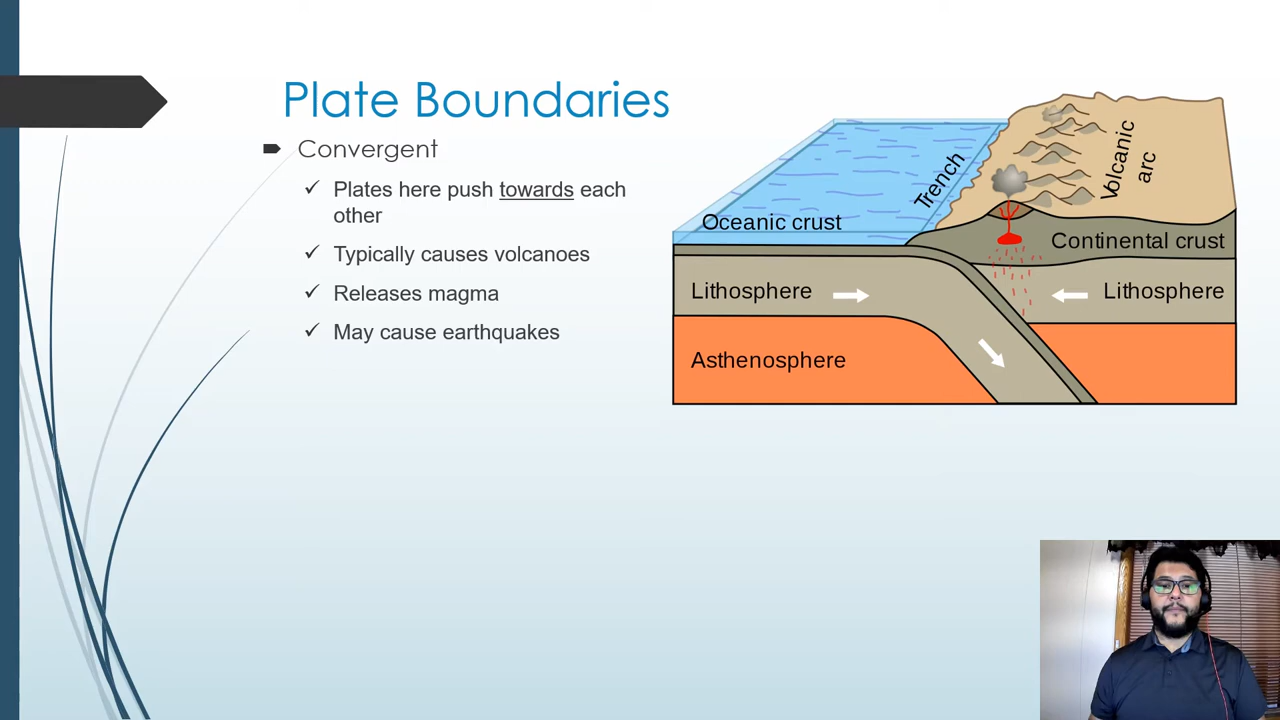 Plate Boundaries
Convergent
Plates here push towards each
other
Typically causes volcanoes
Releases magma
May cause earthquakes
Trench
Volcanic
arc
Oceanic crust
Continental crust
Lithosphere
Lithosphere
Asthenosphere